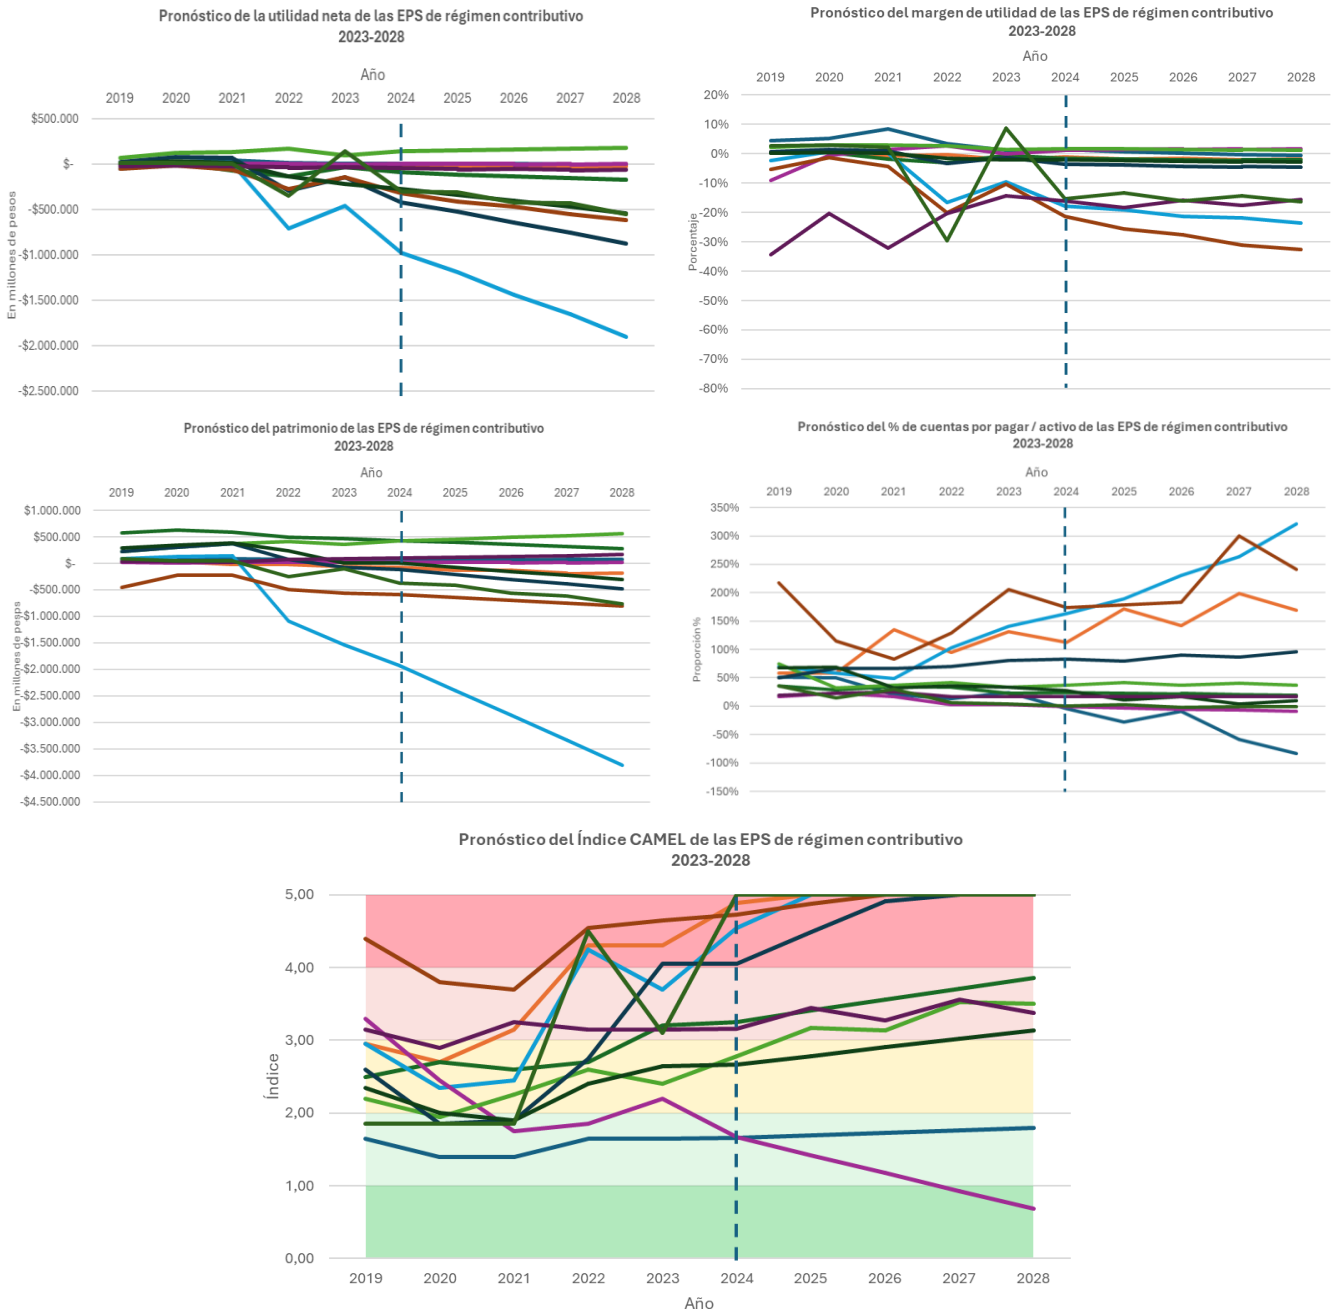 Pronóstico de la utilidad neta de las EPS de régimen contributivo
2023-2028
Año
2019 2020 2021 2022 2023 2024 2025 2026 2027 2028
$500.000
$-
-$500.000
-$1.000.000
-$1.500.000
-$2.000.000
-$2.500.000
En millones de pesos
Pronóstico del margen de utilidad de las EPS de régimen contributivo
2023-2028
Año
2019 2020 2021 2022 2023 2024 2025 2026 2027 2028
20%
10%
0%
-10%
-20%
-30%
-40%
-50%
-60%
-70%
-80%
Porcentaje
Pronóstico del patrimonio de las EPS de régimen contributivo
2023-2028
Año
2019 2020 2021 2022 2023 2024 2025 2026 2027 2028
$1.000.000
$500.000
$-
-$500.000
-$1.000.000
-$1.500.000
-$2.000.000
-$2.500.000
-$3.000.000
-$3.500.000
-$4.000.000
-$4.500.000
En millones de pesps
Pronóstico del % de cuentas por pagar / activo de las EPS de régimen contributivo
2023-2028
Año
2019 2020 2021 2022 2023 2024 2025 2026 2027 2028
350%
300%
250%
200%
150%
100%
50%
0%
-50%
-100%
-150%
Proporción %
Pronóstico del Índice CAMEL de las EPS de régimen contributivo
2023-2028
5,00
4,00
3,00
2,00
1,00
0,00
Índice
2019 2020 2021 2022 2023 2024 2025 2026 2027 2028
Año